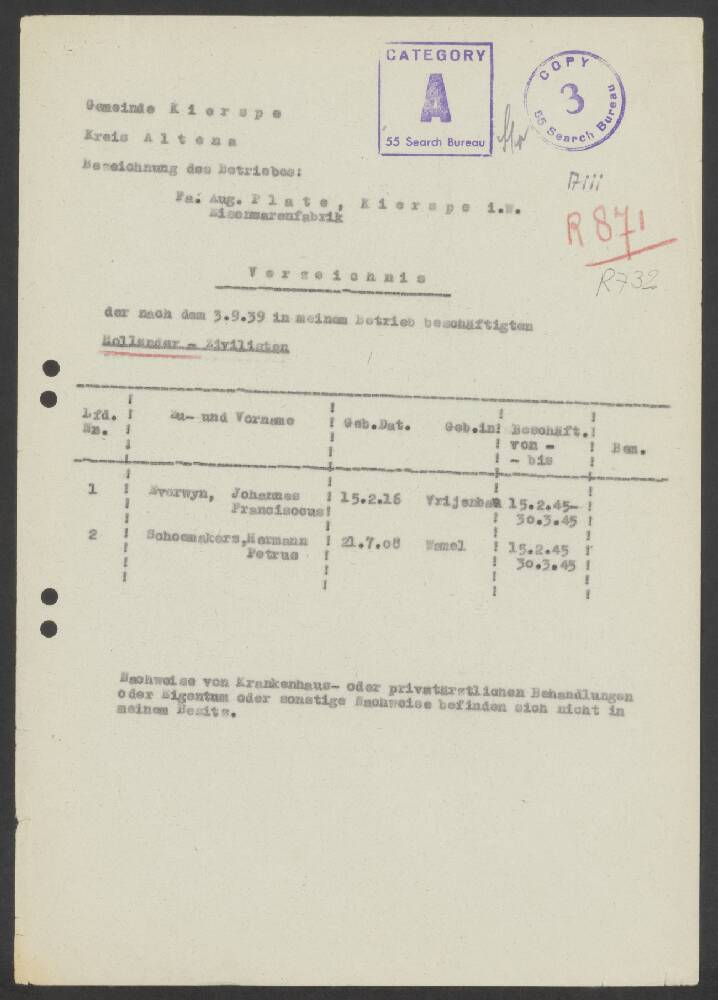 CATEGORY
A
55 Search Bureau
COPY
3
55 Search Bureau
Gemeinde Kierspe
Kreis Altena
Bezeichnung des Betriebes:
Fa. Aug. Plate, Kierspe i.W.
Eisenwarenfabrik
Aiii
R 871
R732
Verzeichnis
der nach dem 3.9.39 in meinem Betrieb beschäftigten
Holländer - Zivilisten
Lfd. Nr. ! Zu- und Vorname ! Geb.Dat. Geb.in! Beschäft. ! Bem.
von -
- bis
1 ! Everwyn, Johannes ! 15.2.16 Vrijenban 15.2.45- !
Franciscus! 30.3.45 !
2 ! Schoemakers,Hermann ! 21.7.08 Wamel ! 15.2.45 !
Petrus ! 30.3.45 !
Nachweise von Krankenhaus- oder privatärztlichen Behandlungen
oder Eigentum oder sonstige Nachweise befinden sich nicht in
meinem Besitz.